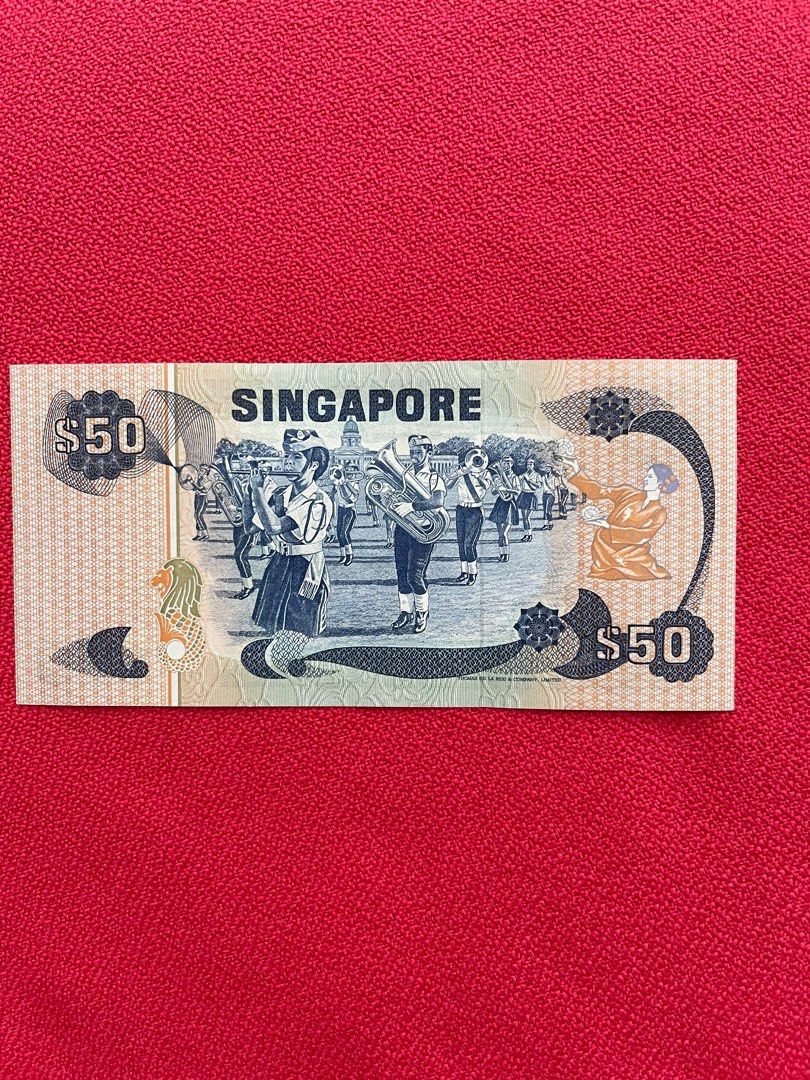 SINGAPORE
$50
$50
THOMAS DE LA RUE & COMPANY, LIMITED